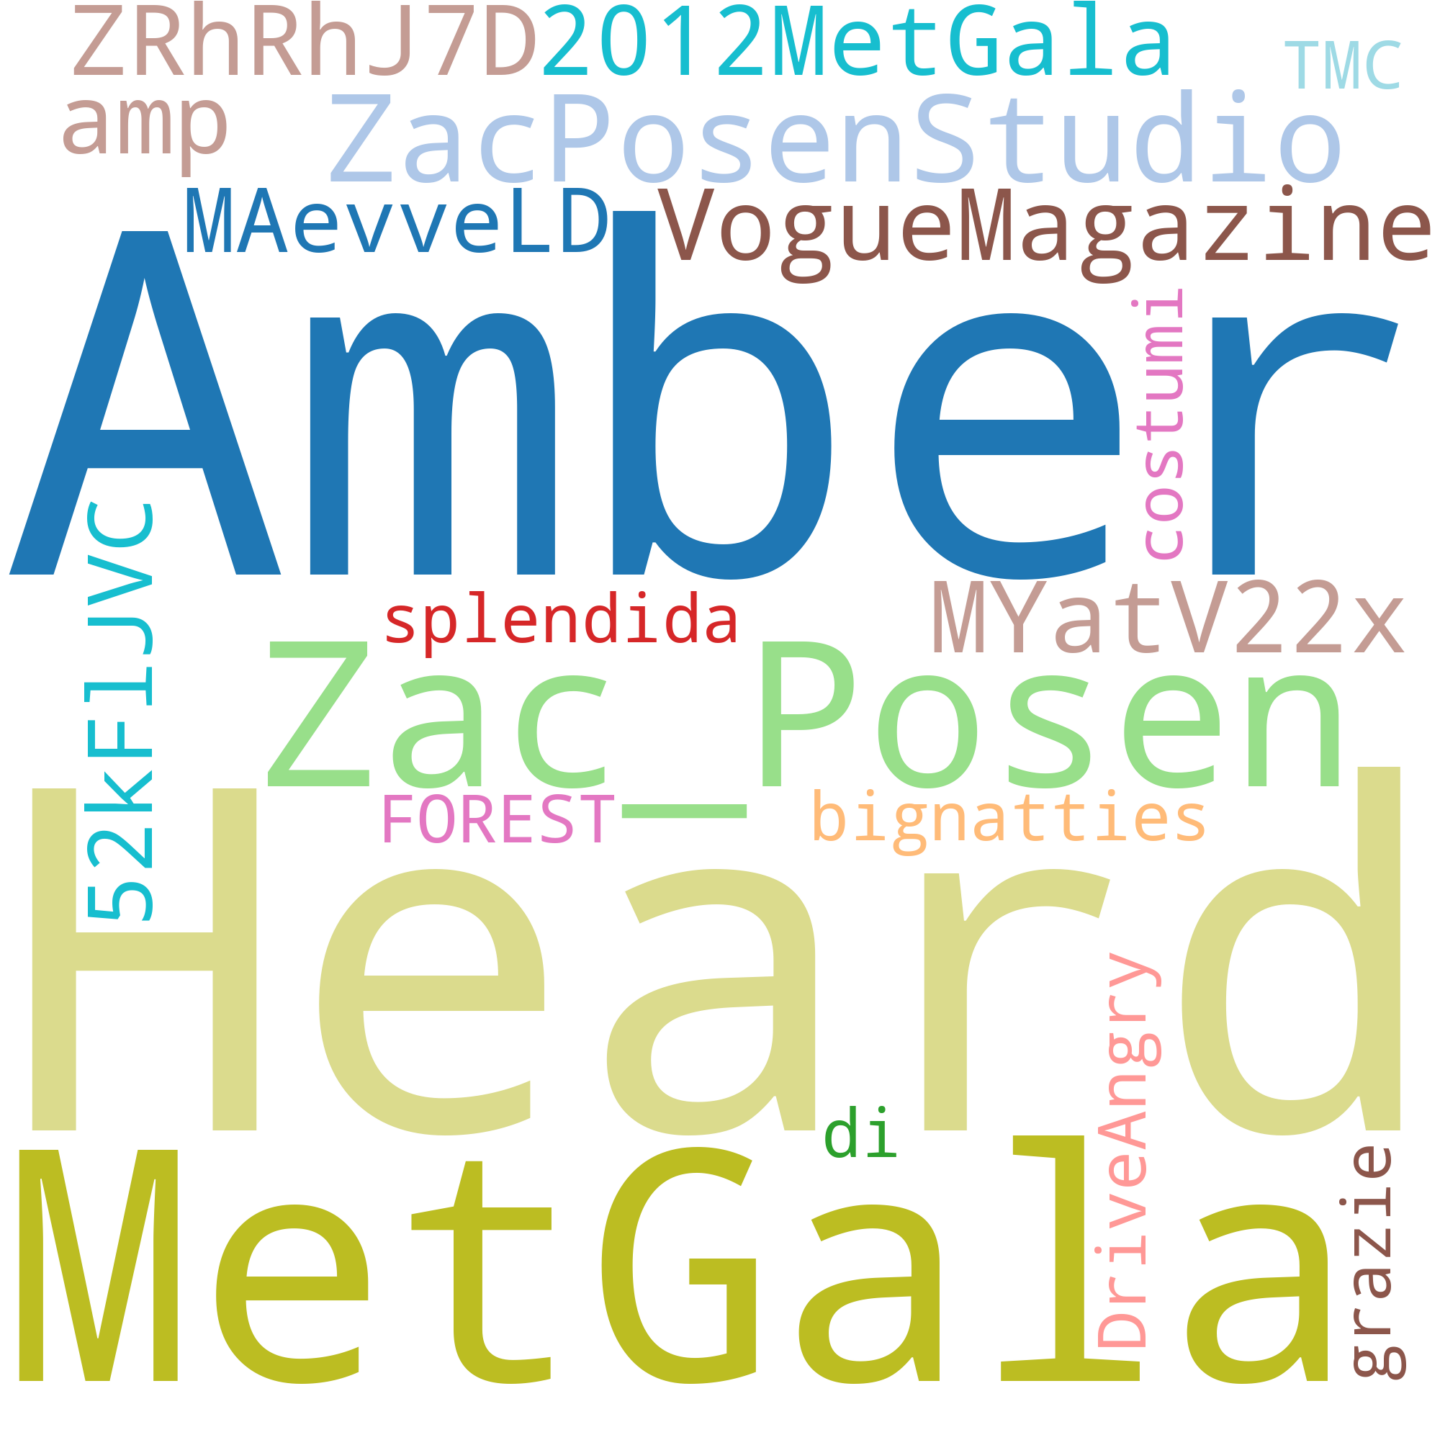 ZRhRhJ7D 2012MetGala TMC
amp ZacPosenStudio
MAevveLD VogueMagazine
Amber
costumi
52kFlJVC
splendida MYatV22x
Zac_Posen
FOREST bignatties
Heard
DriveAngry
di
MetGala
grazie